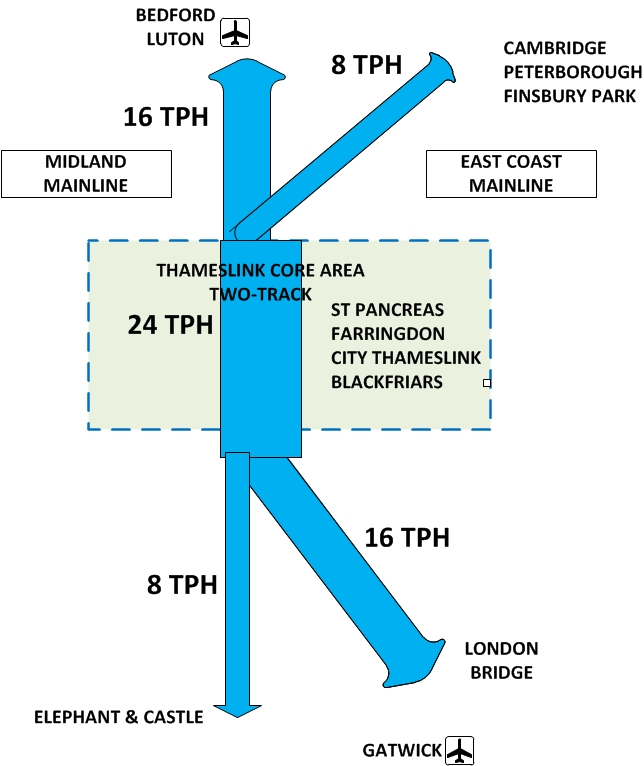 BEDFORD
LUTON
8 TPH
CAMBRIDGE
PETERBOROUGH
FINSBURY PARK
16 TPH
MIDLAND
MAINLINE
EAST COAST
MAINLINE
THAMESLINK CORE AREA
TWO-TRACK
24 TPH
ST PANCREAS
FARRINGDON
CITY THAMESLINK
BLACKFRIARS
16 TPH
8 TPH
LONDON
BRIDGE
ELEPHANT & CASTLE
GATWICK